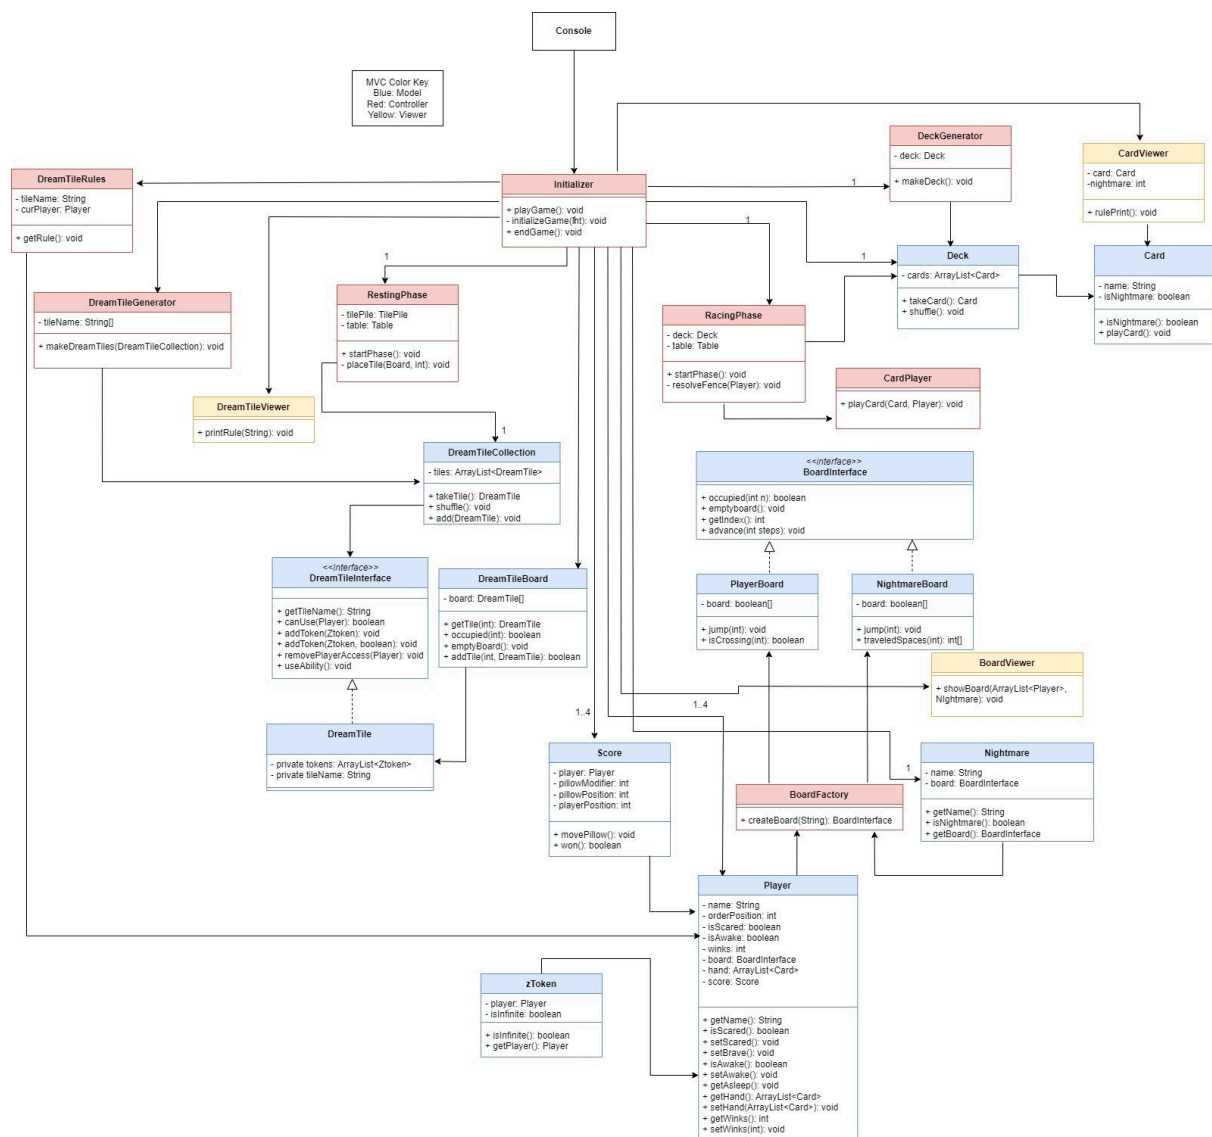 Console
MVC Color Key
Blue: Model
Red: Controller
Yellow: Viewer
DreamTileRules
- tileName: String
- curPlayer: Player
+ getRule(): void
Initializer
+ playGame(): void
- initializeGame(int): void
+ endGame(): void
DeckGenerator
- deck: Deck
+ makeDeck(): void
CardViewer
- card: Card
-nightmare: int
+ rulePrint(): void
1
1
1
1
DreamTileGenerator
- tileName: String[]
+ makeDreamTiles(DreamTileCollection): void
RestingPhase
- tilePile: TilePile
- table: Table
+ startPhase(): void
- placeTile(Board, int): void
RacingPhase
- deck: Deck
- table: Table
+ startPhase(): void
- resolveFence(Player): void
Deck
- cards: ArrayList<Card>
+ takeCard(): Card
+ shuffle(): void
Card
- name: String
- isNightmare: boolean
+ isNightmare(): boolean
+ playCard(): void
CardPlayer
+ playCard(Card, Player): void
DreamTileViewer
+ printRule(String): void
1
DreamTileCollection
- tiles: ArrayList<DreamTile>
+ takeTile(): DreamTile
+ shuffle(): void
+ add(DreamTile): void
<<interface>>
BoardInterface
+ occupied(int n): boolean
+ emptyboard(): void
+ getIndex(): int
+ advance(int steps): void
<<interface>>
DreamTileInterface
+ getTileName(): String
+ canUse(Player): boolean
+ addToken(Ztoken): void
+ addToken(Ztoken, boolean): void
+ removePlayerAccess(Player): void
+ useAbility(): void
DreamTileBoard
- board: DreamTile[]
+ getTile(int): DreamTile
+ occupied(int): boolean
+ emptyBoard(): void
+ addTile(int, DreamTile): boolean
PlayerBoard
- board: boolean[]
+ jump(int): void
+ isCrossing(int): boolean
NightmareBoard
- board: boolean[]
+ jump(int): void
+ traveledSpaces(int): int[]
BoardViewer
+ showBoard(ArrayList<Player>,
NIghtmare): void
1..4
1..4
1
DreamTile
- private tokens: ArrayList<Ztoken>
- private tileName: String
Score
- player: Player
- pillowModifier: int
- pillowPosition: int
- playerPosition: int
+ movePillow(): void
+ won(): boolean
BoardFactory
+ createBoard(String): BoardInterface
Nightmare
- name: String
- board: BoardInterface
+ getName(): String
+ isNightmare(): boolean
+ getBoard(): BoardInterface
Player
- name: String
- orderPosition: int
- isScared: boolean
- isAwake: boolean
- winks: int
- board: BoardInterface
- hand: ArrayList<Card>
- score: Score
+ getName(): String
+ isScared(): boolean
+ setScared(): void
+ setBrave(): void
+ isAwake(): boolean
+ setAwake(): void
+ getAsleep(): void
+ getHand(): ArrayList<Card>
+ setHand(ArrayList<Card>): void
+ getWinks(): int
+ setWinks(int): void
zToken
- player: Player
- isInfinite: boolean
+ isInfinite(): boolean
+ getPlayer(): Player